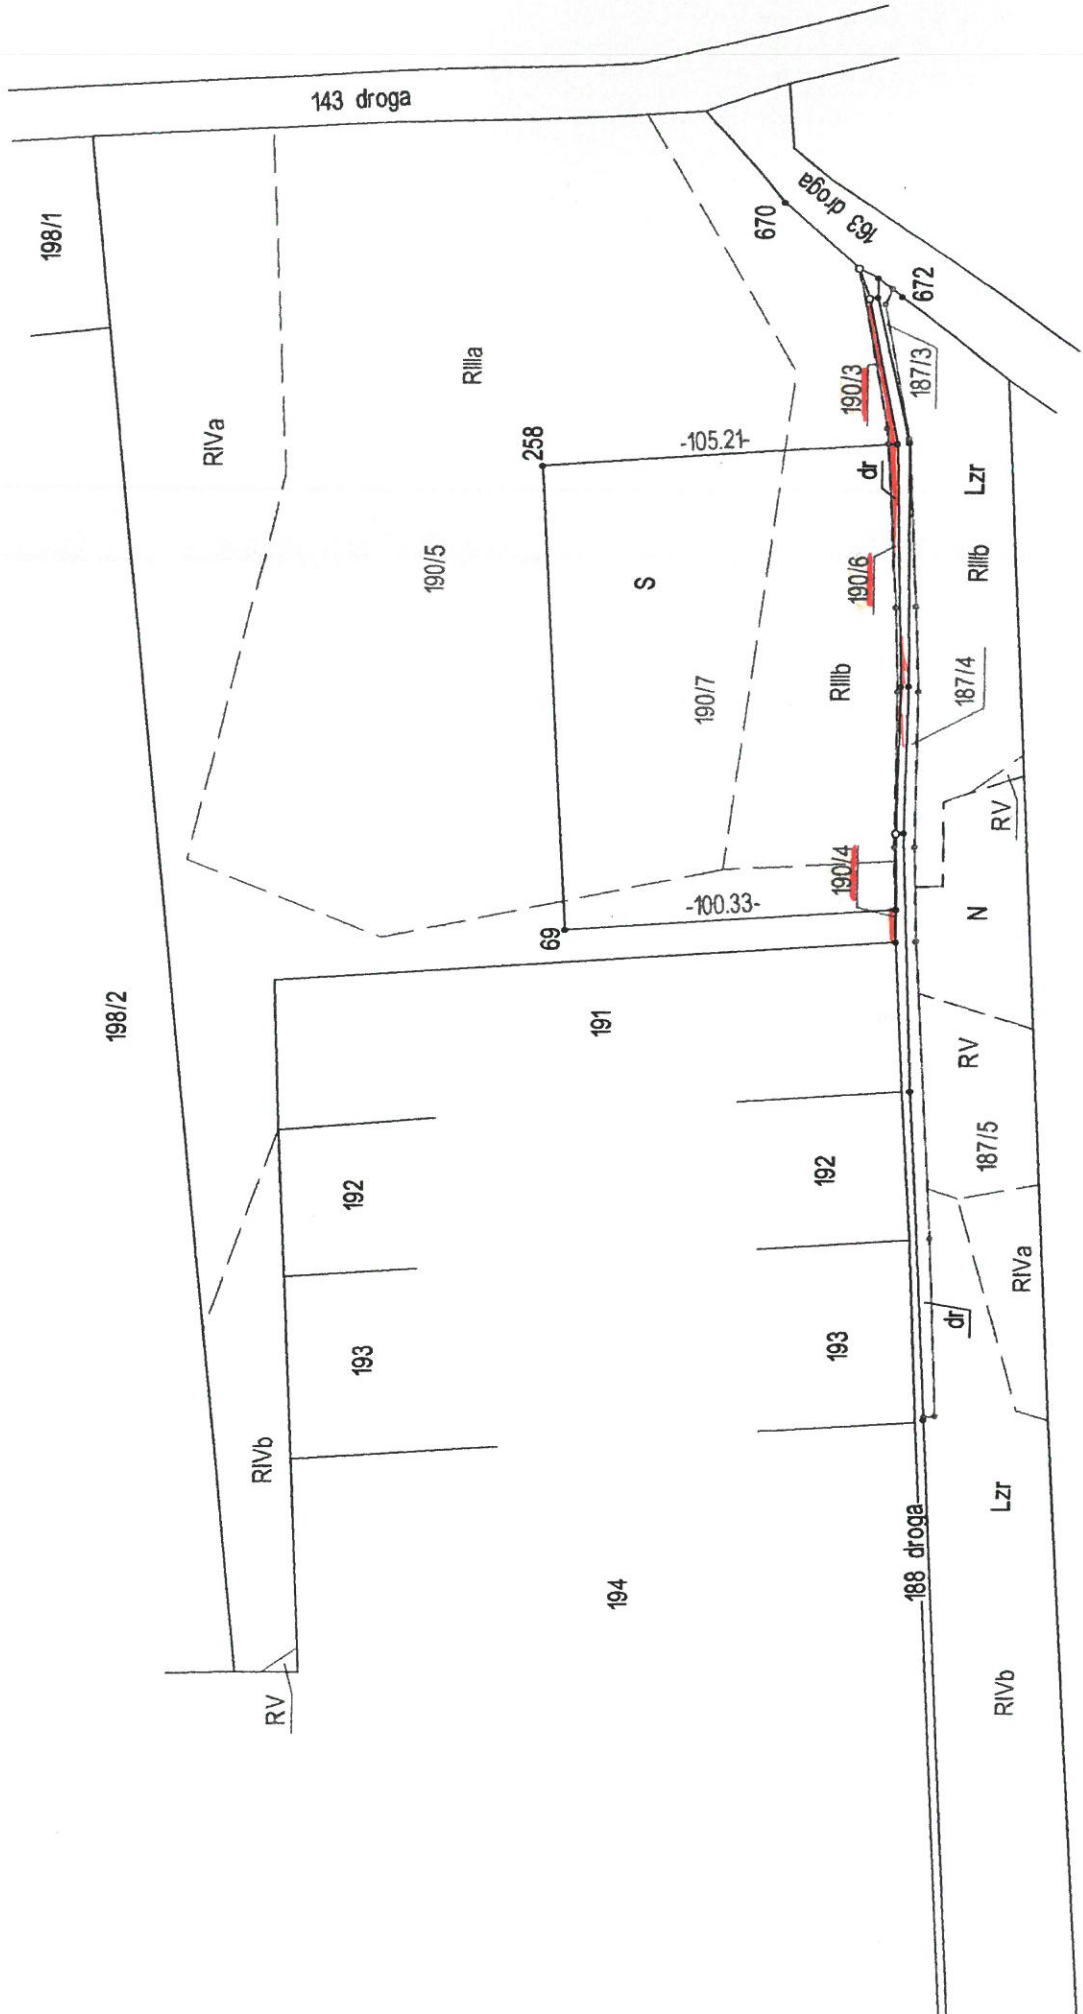 143 droga
198/1
670
163 droga
672
RIVa
RIIIa
258
-105.21-
190/3
187/3
dr
Lzr
190/5
S
190/6
RIIIb
RIIIb
190/7
187/4
RV
190/4
-100.33-
69
N
198/2
191
RV
187/5
192
192
RIVa
dr
193
193
RIVb
Lzr
188 droga
194
RV
RIVb